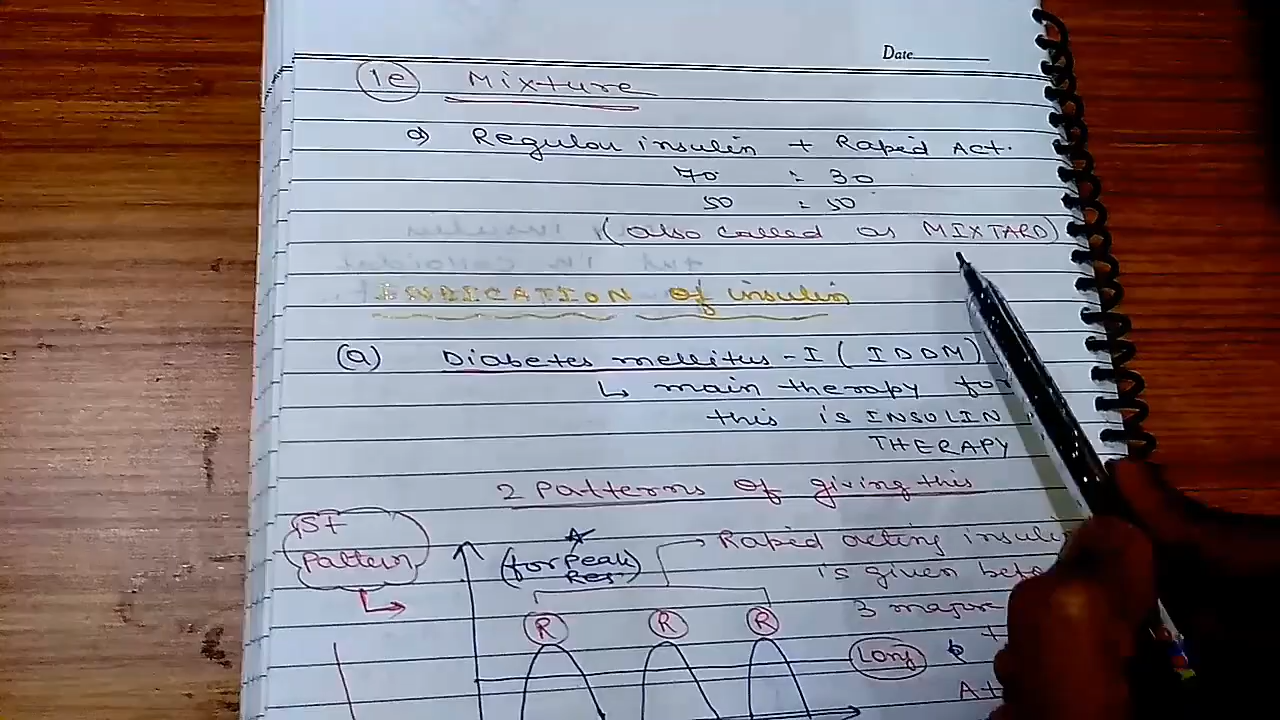 Date
1e Mixture
Regular insulin + Rapid Act.
70 : 30
50 : 50
(also called as MIXTARD)
INDICATION of insulin
(a) Diabetes mellitus - I (IDDM)
↳ main therapy for
this is INSULIN
THERAPY
2 Patterns of giving this
1st
Pattern
(for Peak
Res)
Rapid acting insulin
is given befo
3 major
R R R
Long +
A+